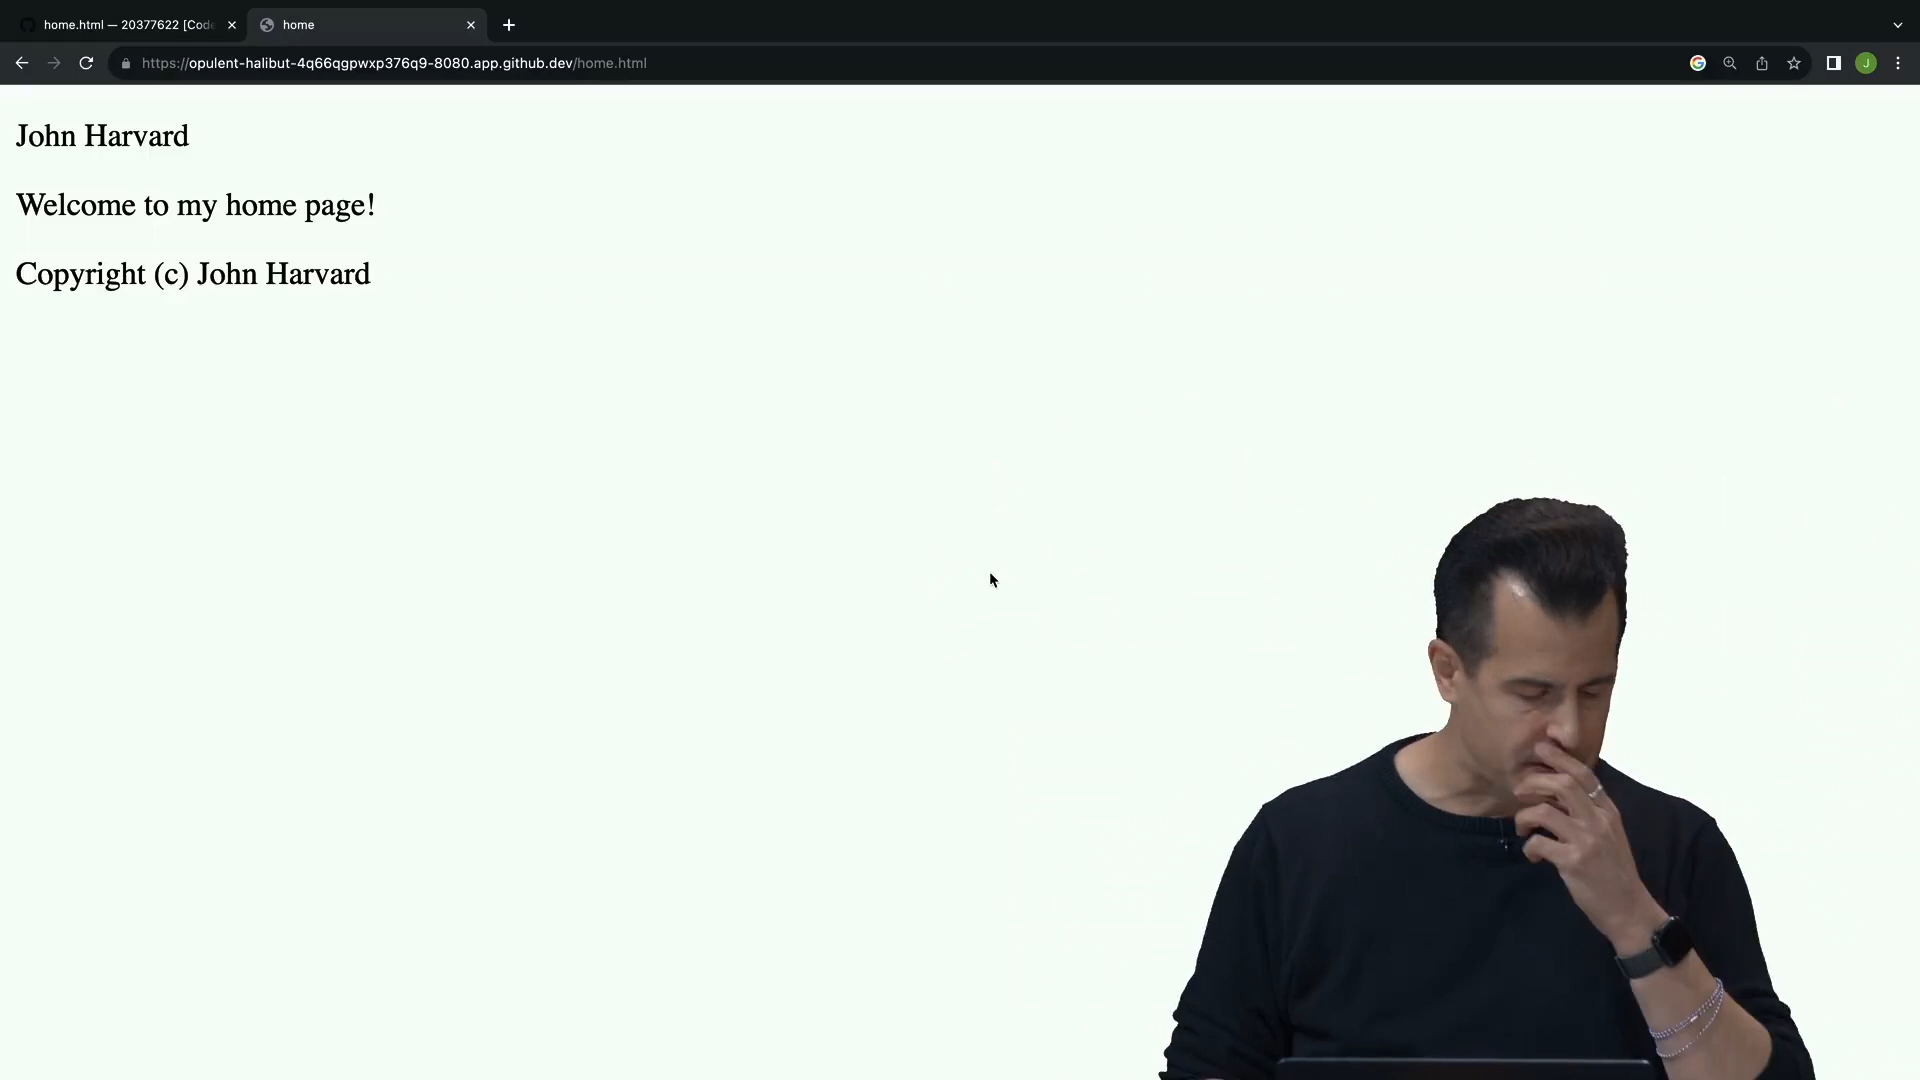 home.html — 20377622 [Cod
home
https://opulent-halibut-4q66qgpwxp376q9-8080.app.github.dev/home.html
J
John Harvard
Welcome to my home page!
Copyright (c) John Harvard